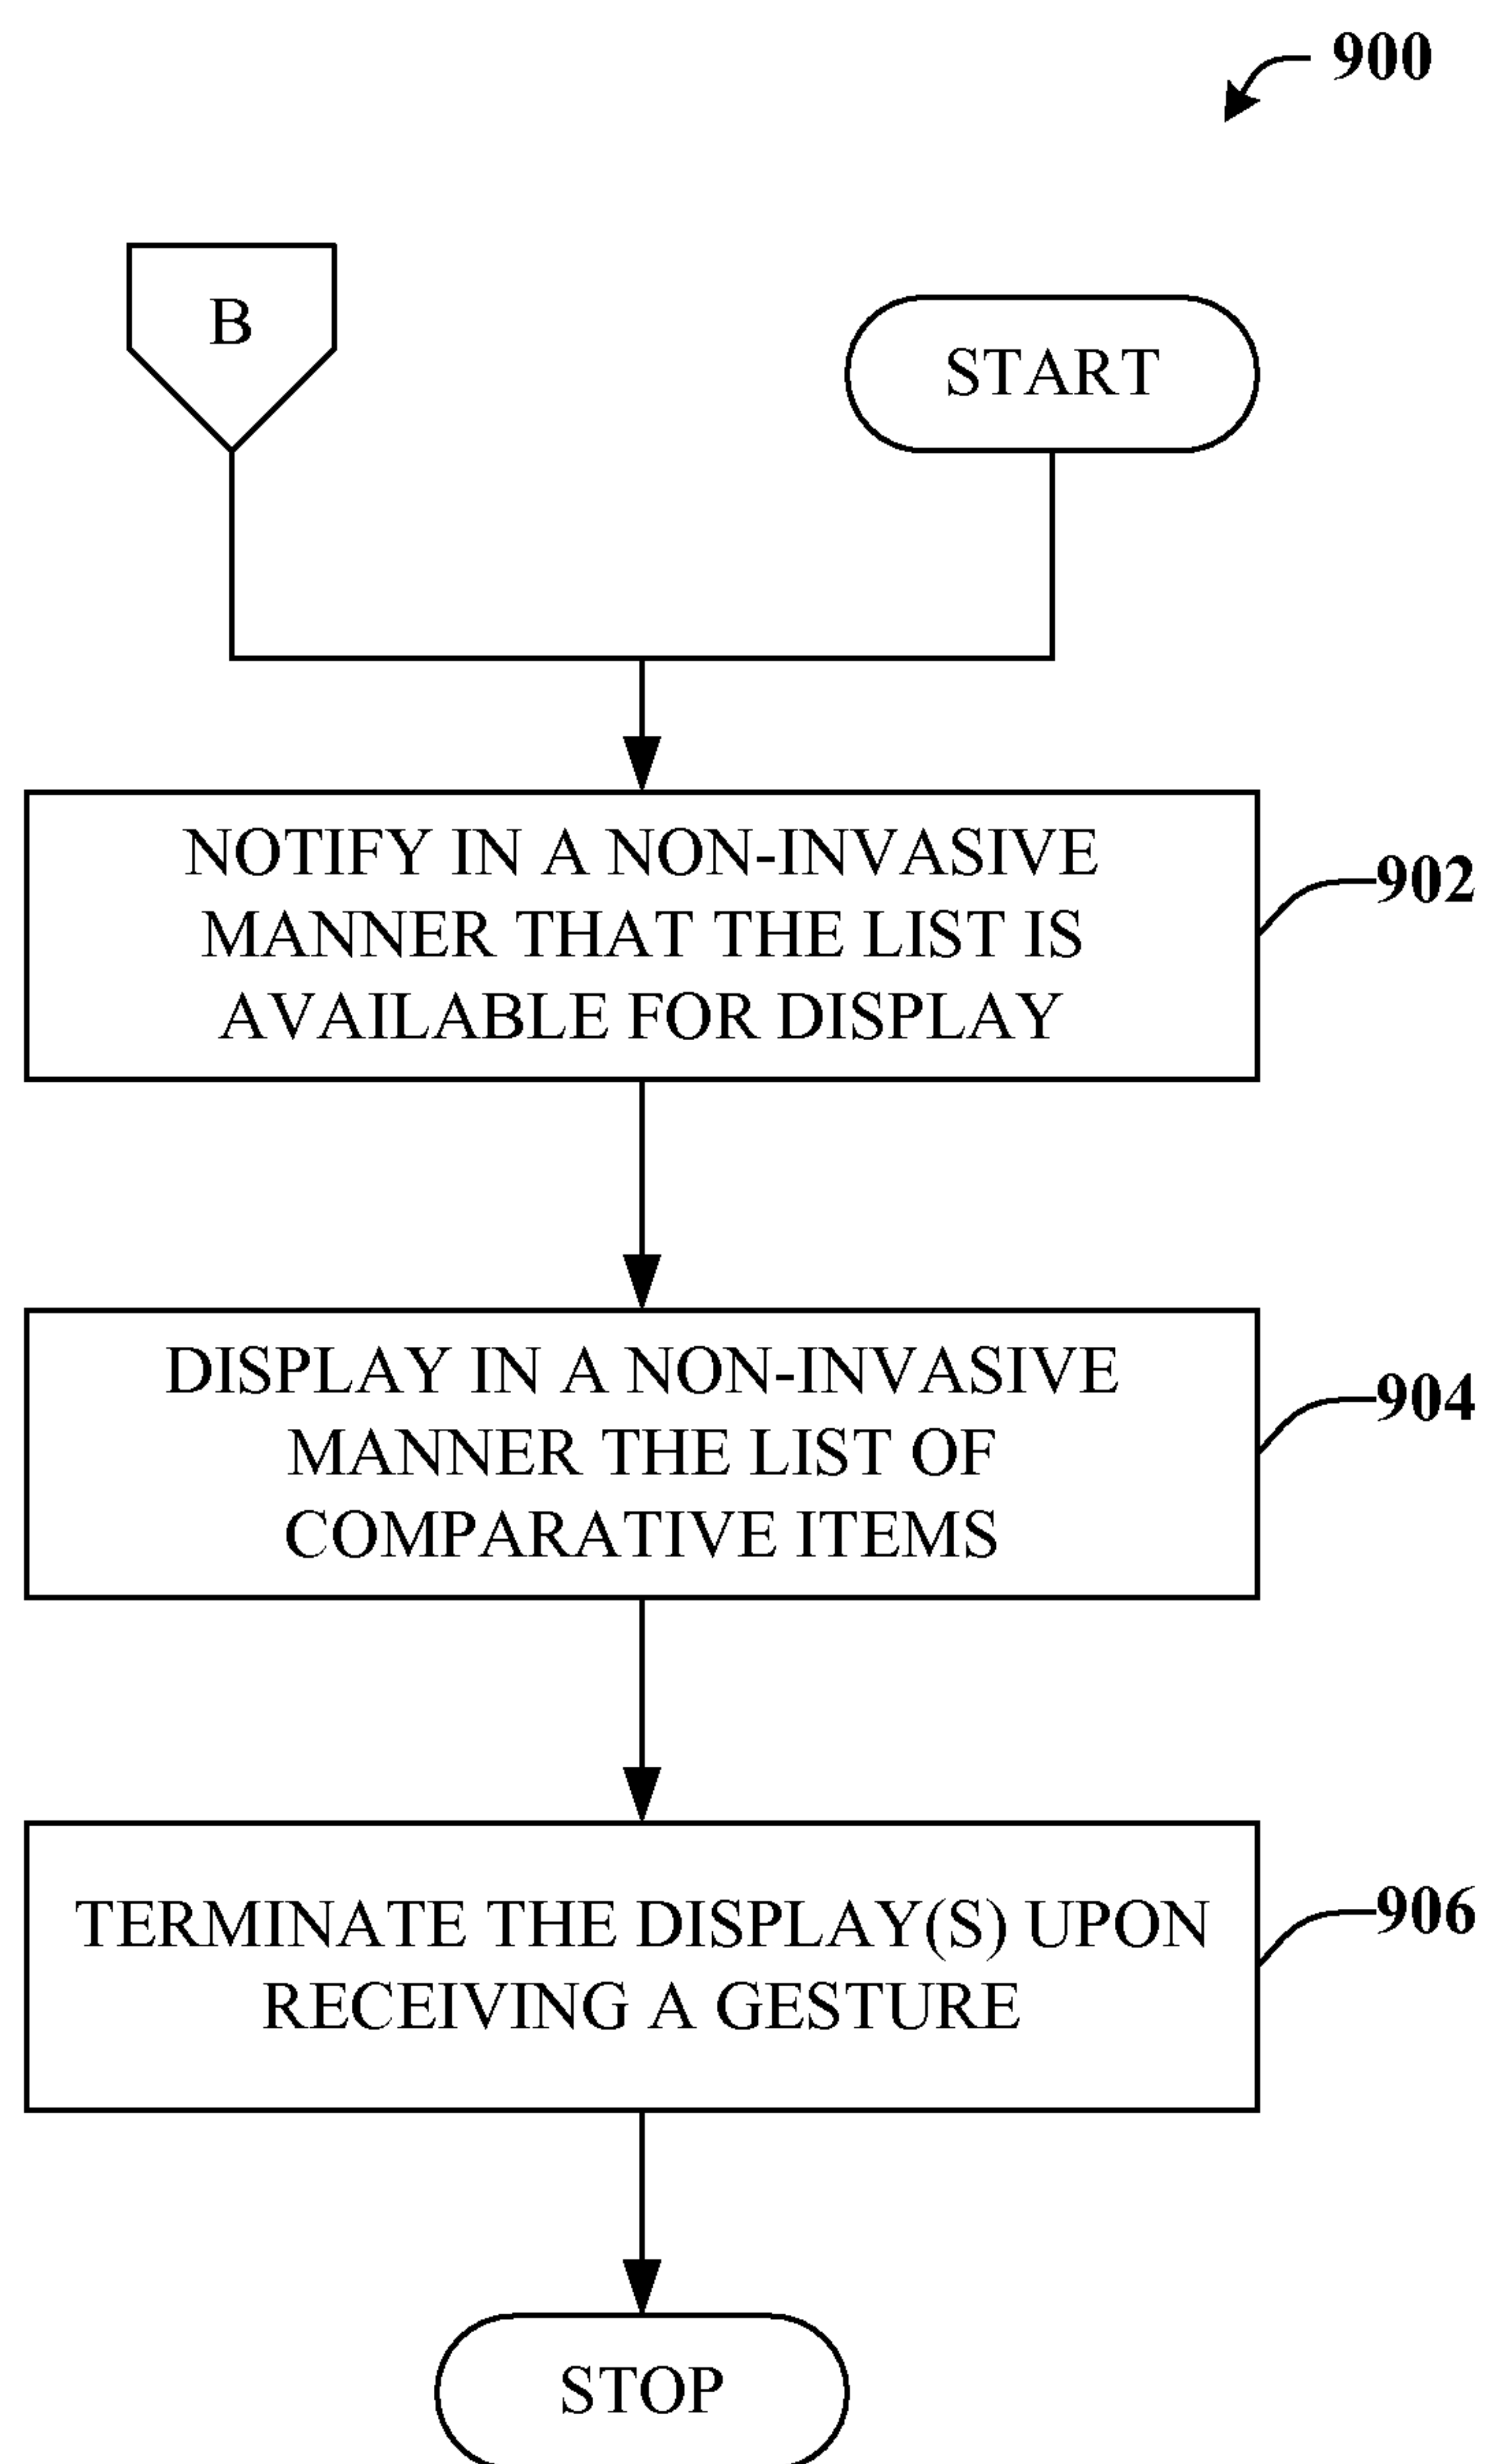 900
B
START
NOTIFY IN A NON-INVASIVE
MANNER THAT THE LIST IS
AVAILABLE FOR DISPLAY
902
DISPLAY IN A NON-INVASIVE
MANNER THE LIST OF
COMPARATIVE ITEMS
904
TERMINATE THE DISPLAY(S) UPON
RECEIVING A GESTURE
906
STOP